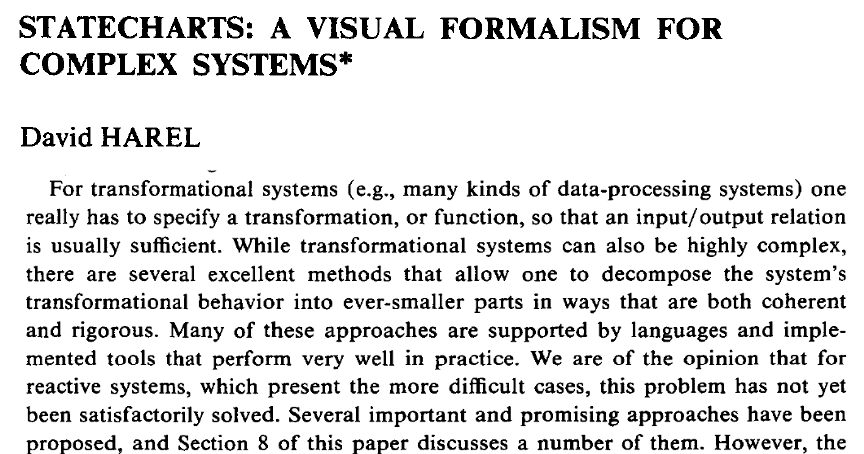 STATECHARTS: A VISUAL FORMALISM FOR
COMPLEX SYSTEMS*
David HAREL
For transformational systems (e.g., many kinds of data-processing systems) one
really has to specify a transformation, or function, so that an input/output relation
is usually sufficient. While transformational systems can also be highly complex,
there are several excellent methods that allow one to decompose the system's
transformational behavior into ever-smaller parts in ways that are both coherent
and rigorous. Many of these approaches are supported by languages and imple-
mented tools that perform very well in practice. We are of the opinion that for
reactive systems, which present the more difficult cases, this problem has not yet
been satisfactorily solved. Several important and promising approaches have been
proposed, and Section 8 of this paper discusses a number of them. However, the